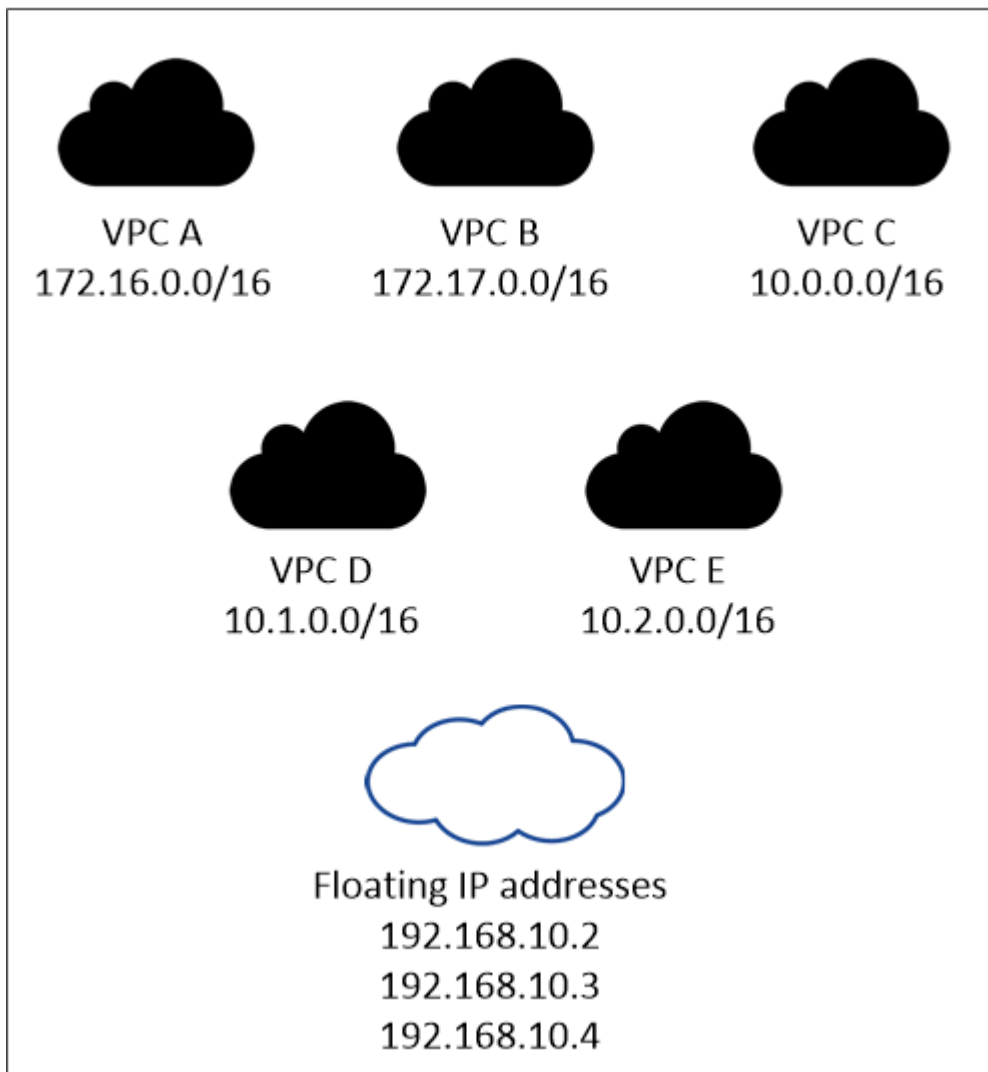 VPC A
172.16.0.0/16
VPC B
172.17.0.0/16
VPC C
10.0.0.0/16
VPC D
10.1.0.0/16
VPC E
10.2.0.0/16
Floating IP addresses
192.168.10.2
192.168.10.3
192.168.10.4